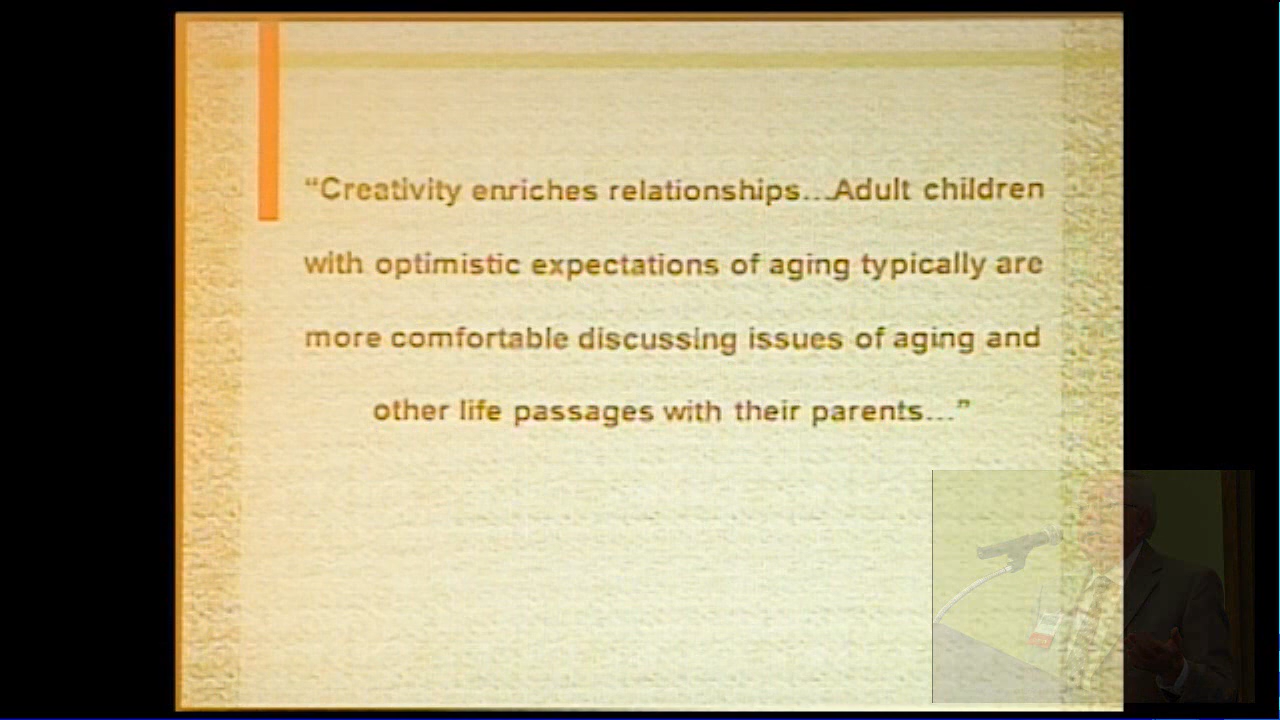 “Creativity enriches relationships...Adult children
with optimistic expectations of aging typically are
more comfortable discussing issues of aging and
other life passages with their parents...”